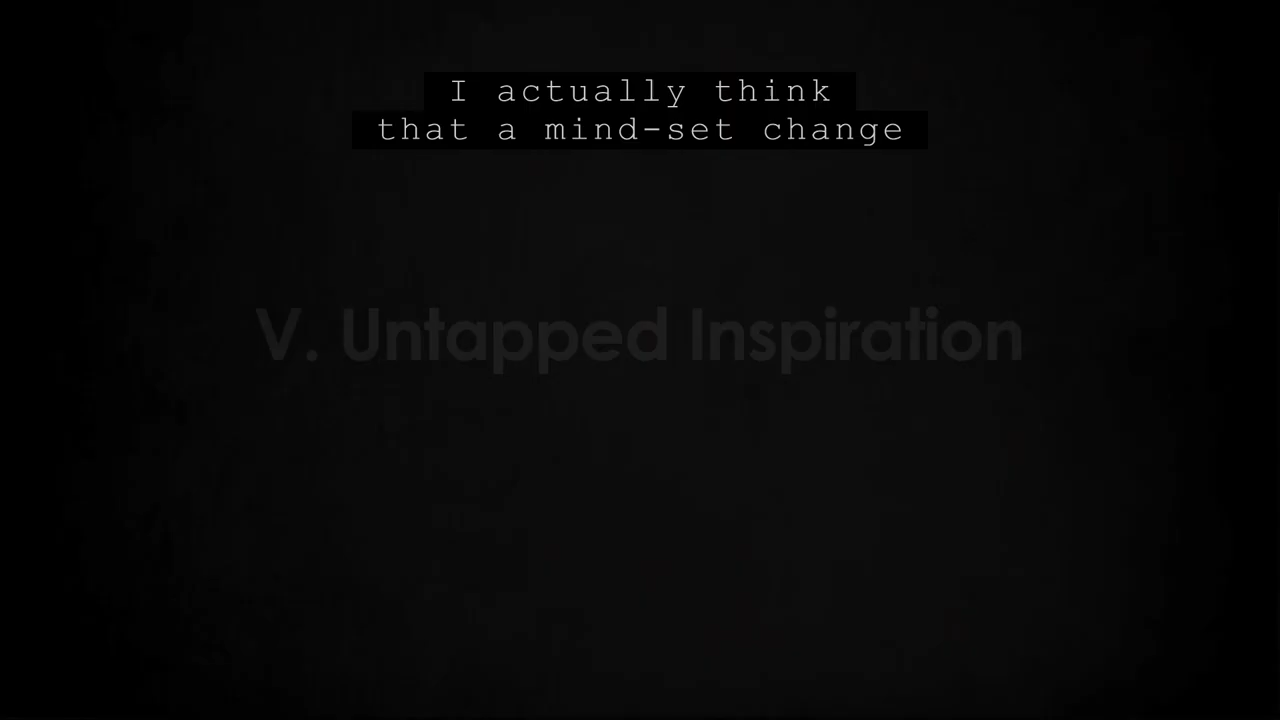 I actually think
that a mind-set change
V. Untapped Inspiration